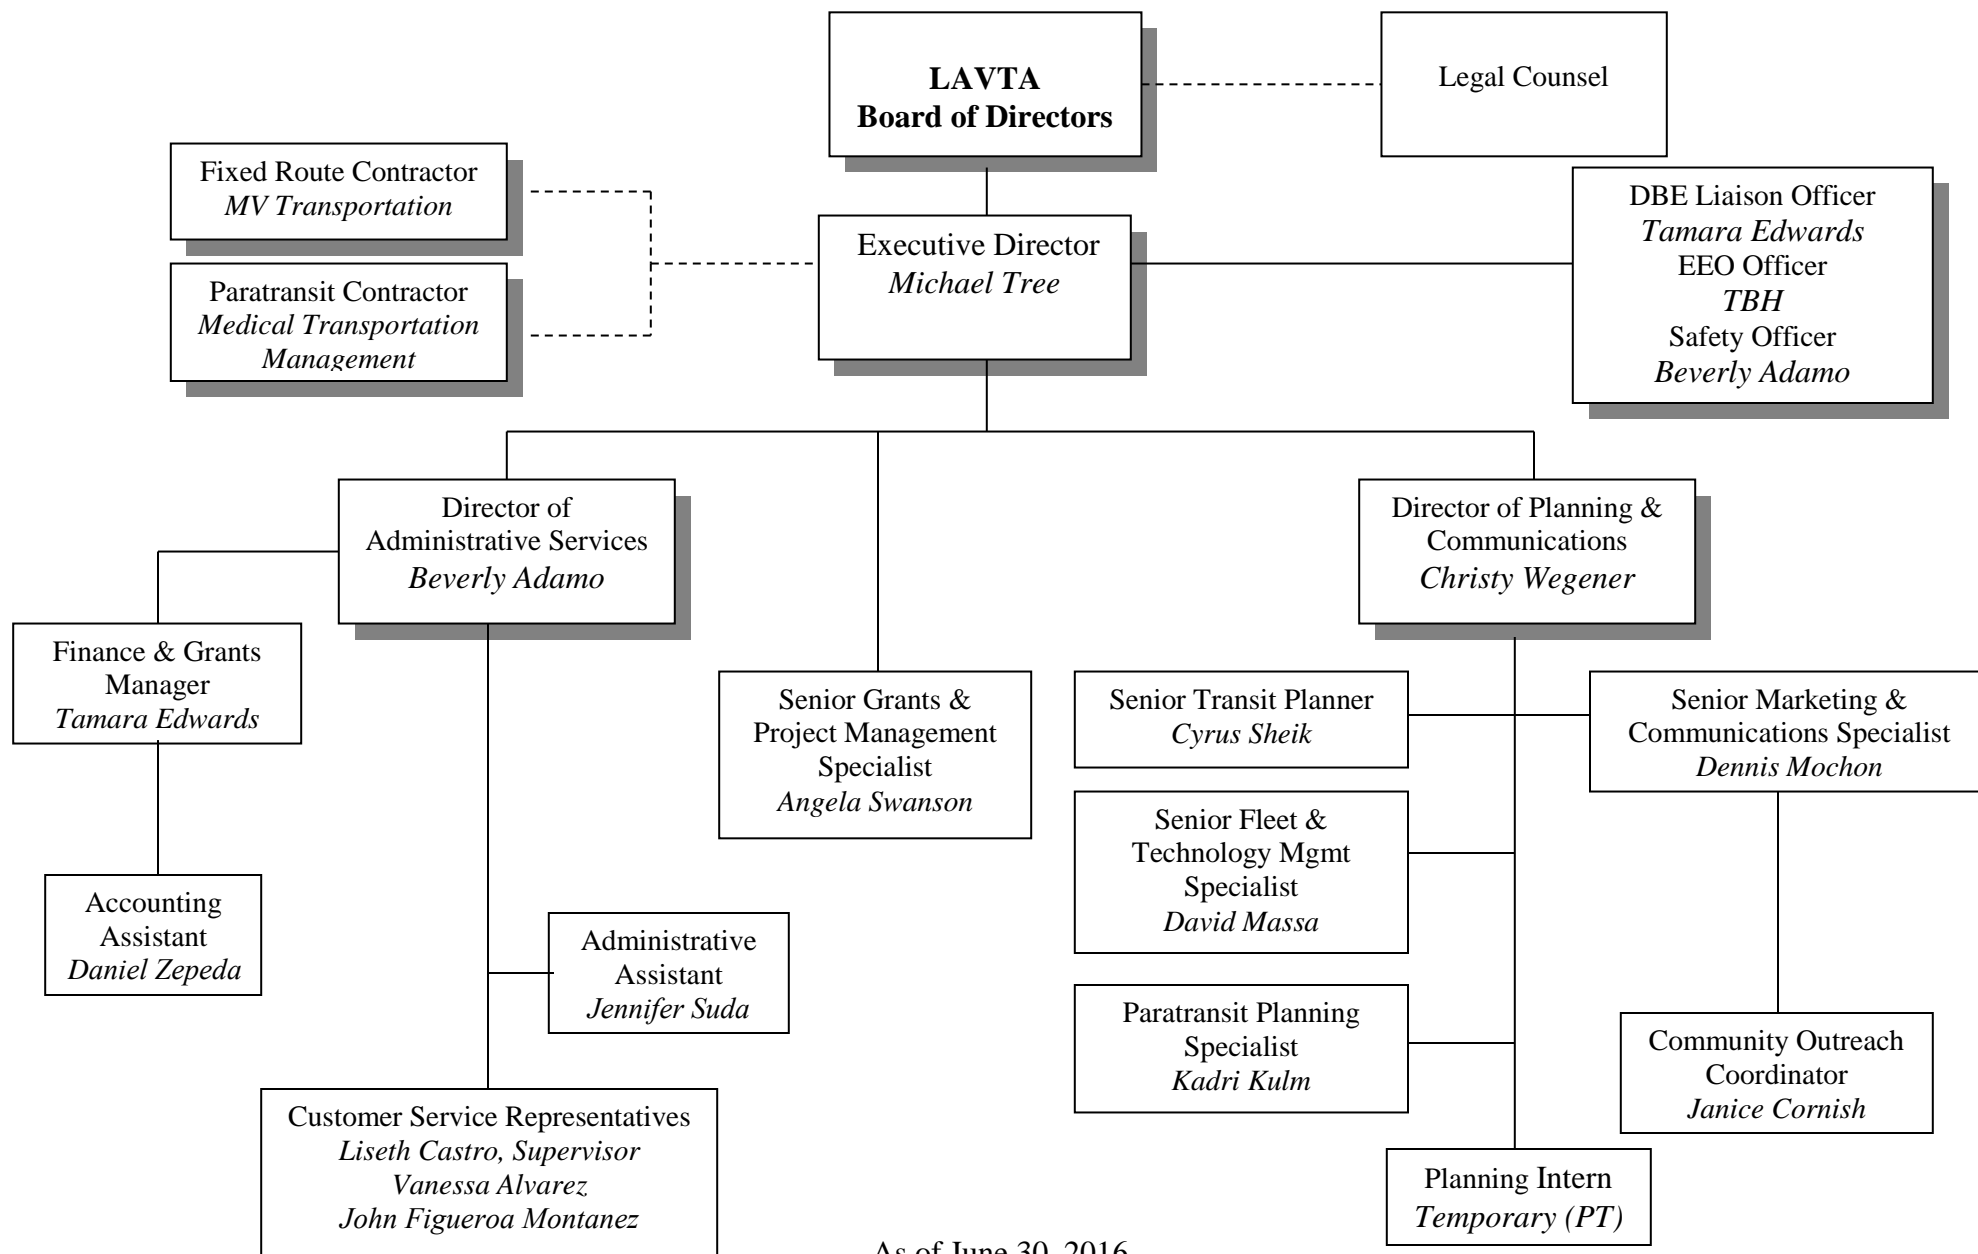 LAVTA
Board of Directors
Legal Counsel
Fixed Route Contractor
MV Transportation
Paratransit Contractor
Medical Transportation
Management
Executive Director
Michael Tree
DBE Liaison Officer
Tamara Edwards
EEO Officer
TBH
Safety Officer
Beverly Adamo
Director of
Administrative Services
Beverly Adamo
Director of Planning &
Communications
Christy Wegener
Finance & Grants
Manager
Tamara Edwards
Senior Grants &
Project Management
Specialist
Angela Swanson
Senior Transit Planner
Cyrus Sheik
Senior Marketing &
Communications Specialist
Dennis Mochon
Senior Fleet &
Technology Mgmt
Specialist
David Massa
Accounting
Assistant
Daniel Zepeda
Administrative
Assistant
Jennifer Suda
Paratransit Planning
Specialist
Kadri Kulm
Community Outreach
Coordinator
Janice Cornish
Customer Service Representatives
Liseth Castro, Supervisor
Vanessa Alvarez
John Figueroa Montanez
Planning Intern
Temporary (PT)
As of June 30, 2016